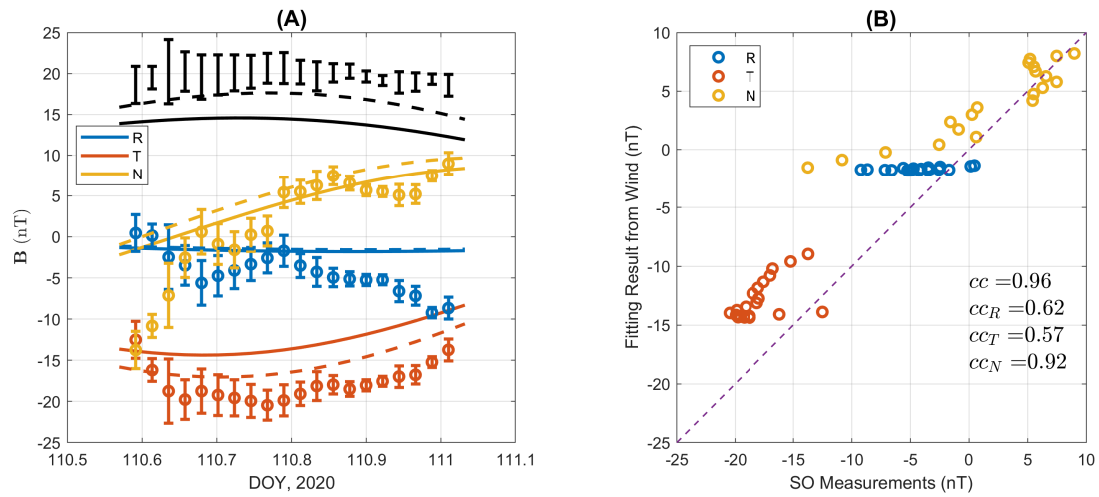 (A)
25
20
15
10
5
0
-5
-10
-15
-20
-25
B (nT)
R
T
N
110.5
110.6
110.7
110.8
110.9
111
111.1
DOY, 2020
(B)
10
5
0
-5
-10
-15
-20
-25
Fitting Result from Wind (nT)
R
T
N
cc =0.96
cc_R =0.62
cc_T =0.57
cc_N =0.92
-25
-20
-15
-10
-5
0
5
10
SO Measurements (nT)